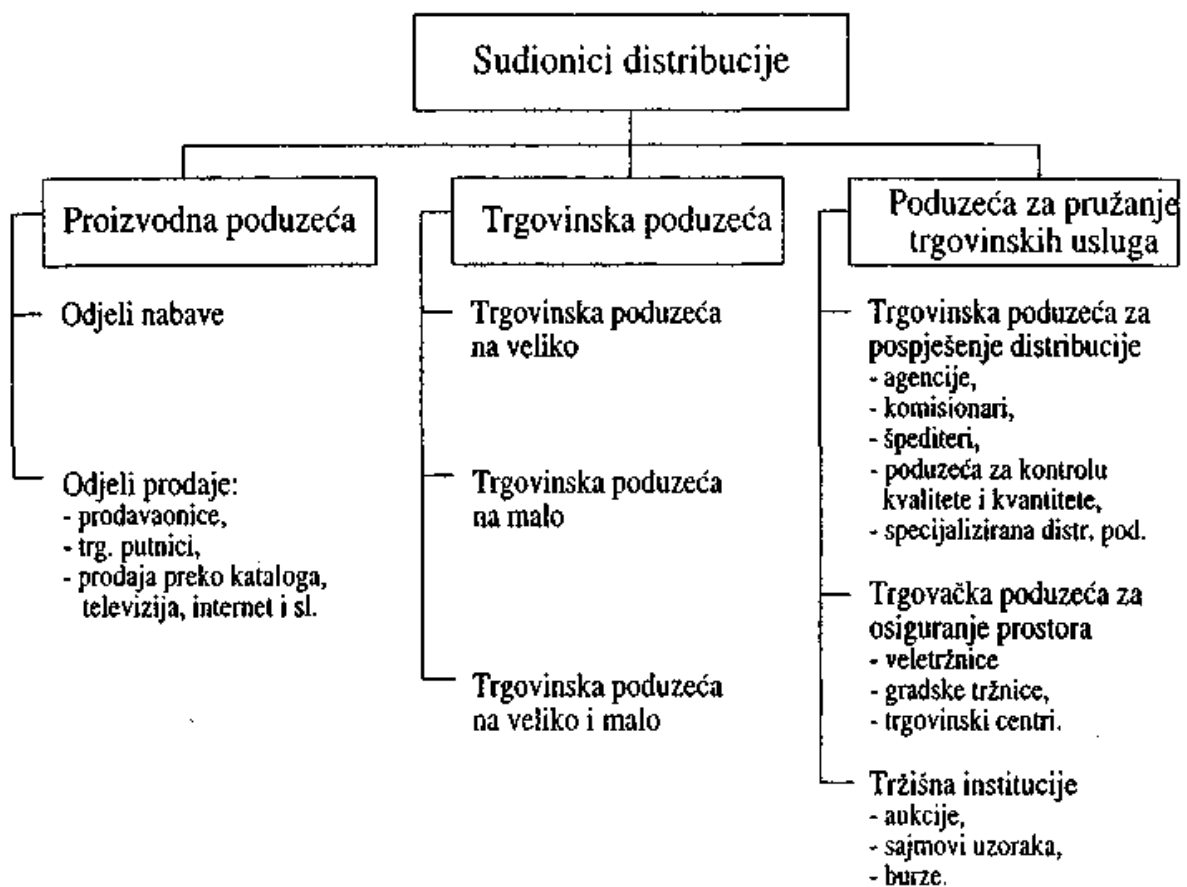 Sudionici distribucije
Proizvodna poduzeća
Odjeli nabave
Odjeli prodaje:
- prodavaonice,
- trg. putnici,
- prodaja preko kataloga,
televizija, internet i sl.
Trgovinska poduzeća
Trgovinska poduzeća
na veliko
Trgovinska poduzeća
na malo
Trgovinska poduzeća
na veliko i malo
Poduzeća za pružanje
trgovinskih usluga
Trgovinska poduzeća za
pospješenje distribucije
- agencije,
- komisionari,
- špediteri,
- poduzeća za kontrolu
kvalitete i kvantitete,
- specijalizirana distr. pod.
Trgovačka poduzeća za
osiguranje prostora
- veletržnice
- gradske tržnice,
- trgovinski centri.
Tržišna institucije
- aukcije,
- sajmovi uzoraka,
- burze.